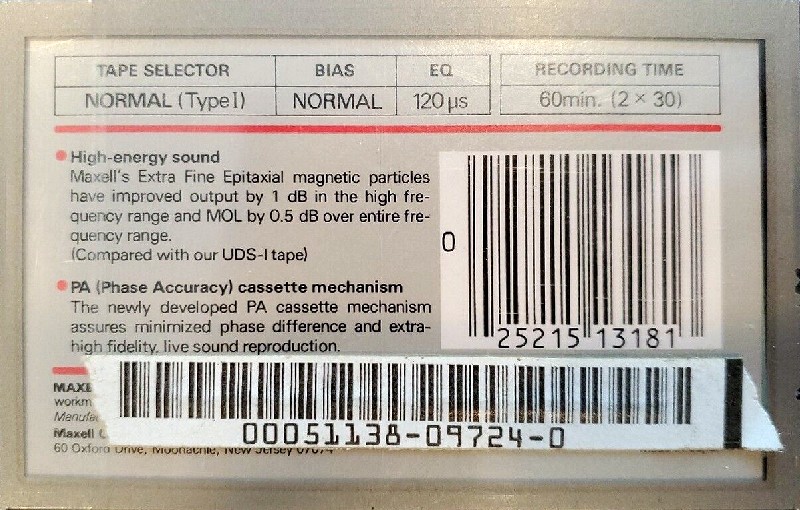 TAPE SELECTOR BIAS EQ RECORDING TIME
NORMAL (Type I) NORMAL 120 µs 60min. (2 × 30)
• High-energy sound
Maxell's Extra Fine Epitaxial magnetic particles
have improved output by 1 dB in the high fre-
quency range and MOL by 0.5 dB over entire fre-
quency range.
(Compared with our UDS-I tape)
• PA (Phase Accuracy) cassette mechanism
The newly developed PA cassette mechanism
assures minimized phase difference and extra-
high fidelity, live sound reproduction.
0 25215 13181
MAXE
workm
Manufa
00051138-09724-0
Maxell C
60 Oxford Drive, Moonachie, New Jersey 07074